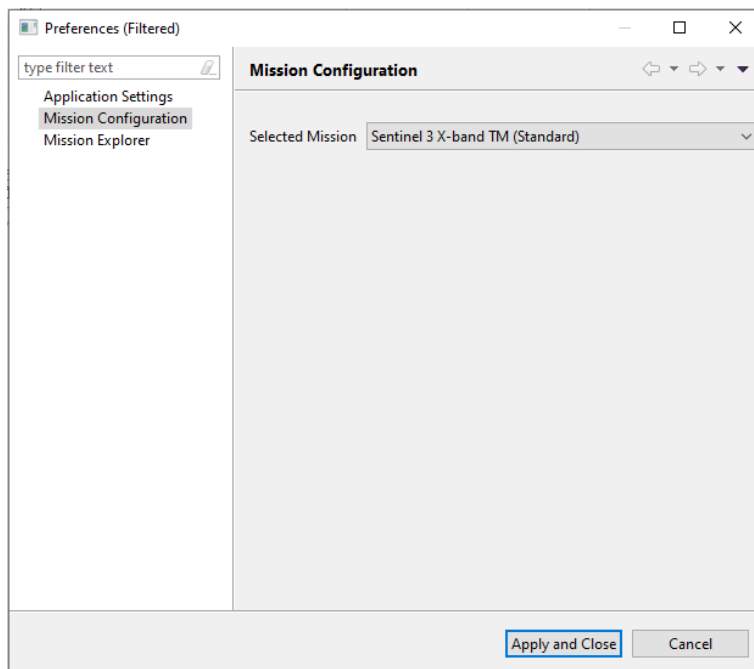 Preferences (Filtered)
type filter text
Application Settings
Mission Configuration
Mission Explorer
Mission Configuration
Selected Mission Sentinel 3 X-band TM (Standard)
Apply and Close Cancel